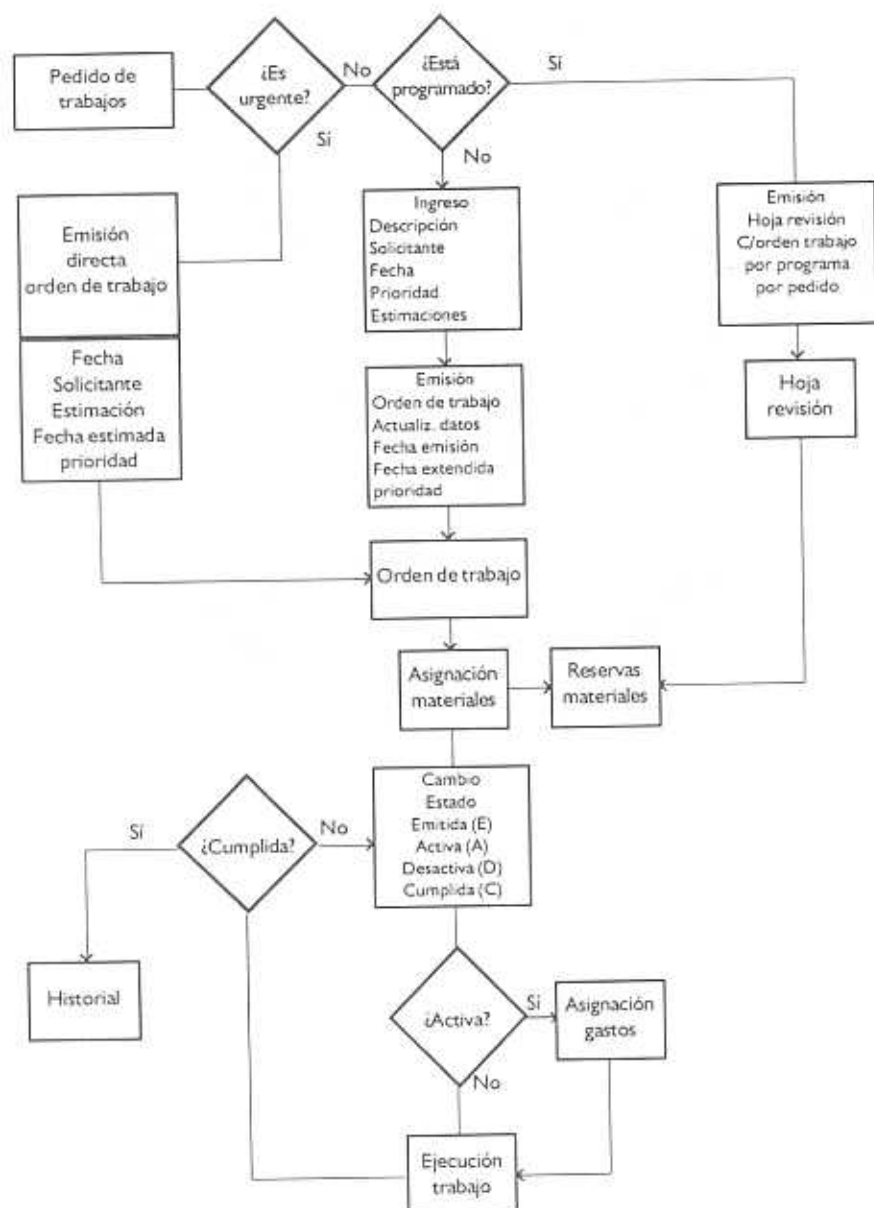 Pedido de
trabajos
¿Es
urgente?
No
Sí
¿Está
programado?
Sí
No
Emisión
directa
orden de trabajo
Fecha
Solicitante
Estimación
Fecha estimada
prioridad
Ingreso
Descripción
Solicitante
Fecha
Prioridad
Estimaciones
Emisión
Hoja revisión
C/orden trabajo
por programa
por pedido
Emisión
Orden de trabajo
Actualiz. datos
Fecha emisión
Fecha extendida
prioridad
Hoja
revisión
Orden de trabajo
Asignación
materiales
Reservas
materiales
Cambio
Estado
Emitida (E)
Activa (A)
Desactiva (D)
Cumplida (C)
Sí
¿Cumplida?
No
Historial
¿Activa?
Sí
No
Asignación
gastos
Ejecución
trabajo